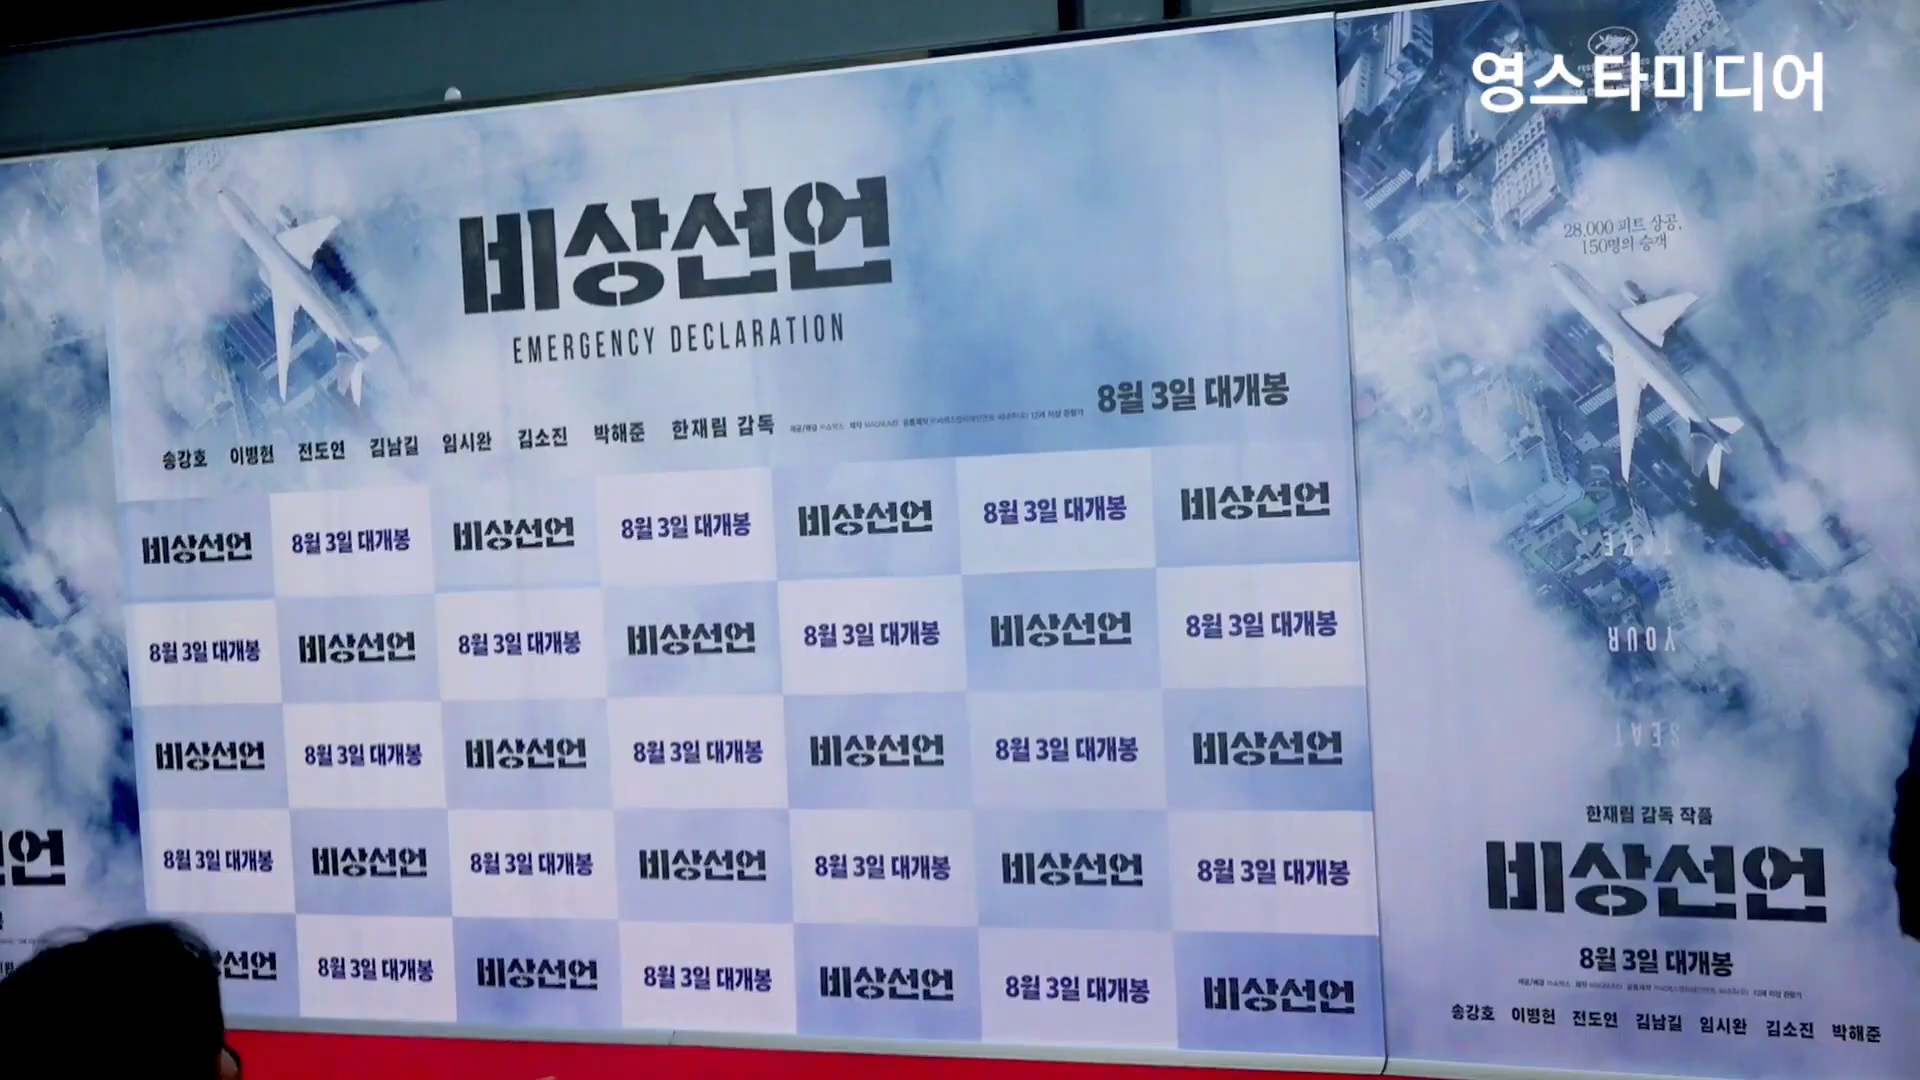 영스타미디어
비상선언
EMERGENCY DECLARATION
8월 3일 대개봉
송강호 이병헌 전도연 김남길 임시완 김소진 박해준 한재림 감독
비상선언 8월 3일 대개봉 비상선언 8월 3일 대개봉 비상선언 8월 3일 대개봉 비상선언
8월 3일 대개봉 비상선언 8월 3일 대개봉 비상선언 8월 3일 대개봉 비상선언 8월 3일 대개봉
비상선언 8월 3일 대개봉 비상선언 8월 3일 대개봉 비상선언 8월 3일 대개봉 비상선언
8월 3일 대개봉 비상선언 8월 3일 대개봉 비상선언 8월 3일 대개봉 비상선언 8월 3일 대개봉
상선언 8월 3일 대개봉 비상선언 8월 3일 대개봉 비상선언 8월 3일 대개봉 비상선언
28,000 피트 상공,
150명의 승객
TAKE
YOUR
SEAT
한재림 감독 작품
비상선언
8월 3일 대개봉
송강호 이병헌 전도연 김남길 임시완 김소진 박해준